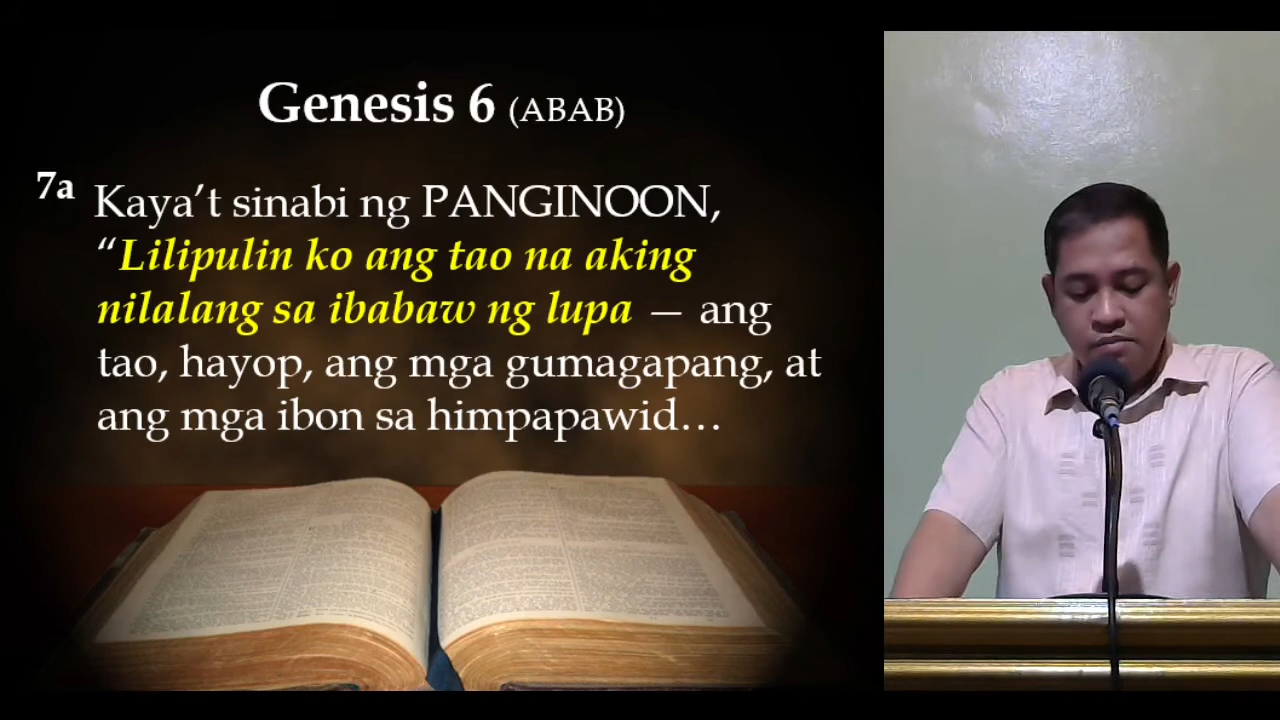 Genesis 6 (ABAB)
7a Kaya’t sinabi ng PANGINOON,
“Lilipulin ko ang tao na aking
nilalang sa ibabaw ng lupa — ang
tao, hayop, ang mga gumagapang, at
ang mga ibon sa himpapawid…